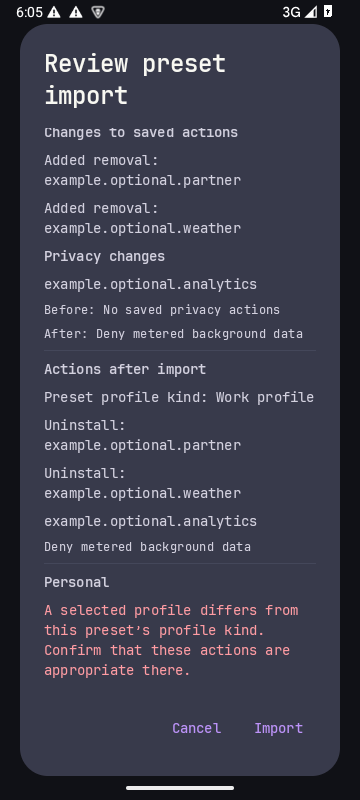 6:05
3G
Review preset
import
Changes to saved actions
Added removal:
example.optional.partner
Added removal:
example.optional.weather
Privacy changes
example.optional.analytics
Before: No saved privacy actions
After: Deny metered background data
Actions after import
Preset profile kind: Work profile
Uninstall:
example.optional.partner
Uninstall:
example.optional.weather
example.optional.analytics
Deny metered background data
Personal
A selected profile differs from
this preset’s profile kind.
Confirm that these actions are
appropriate there.
Cancel
Import